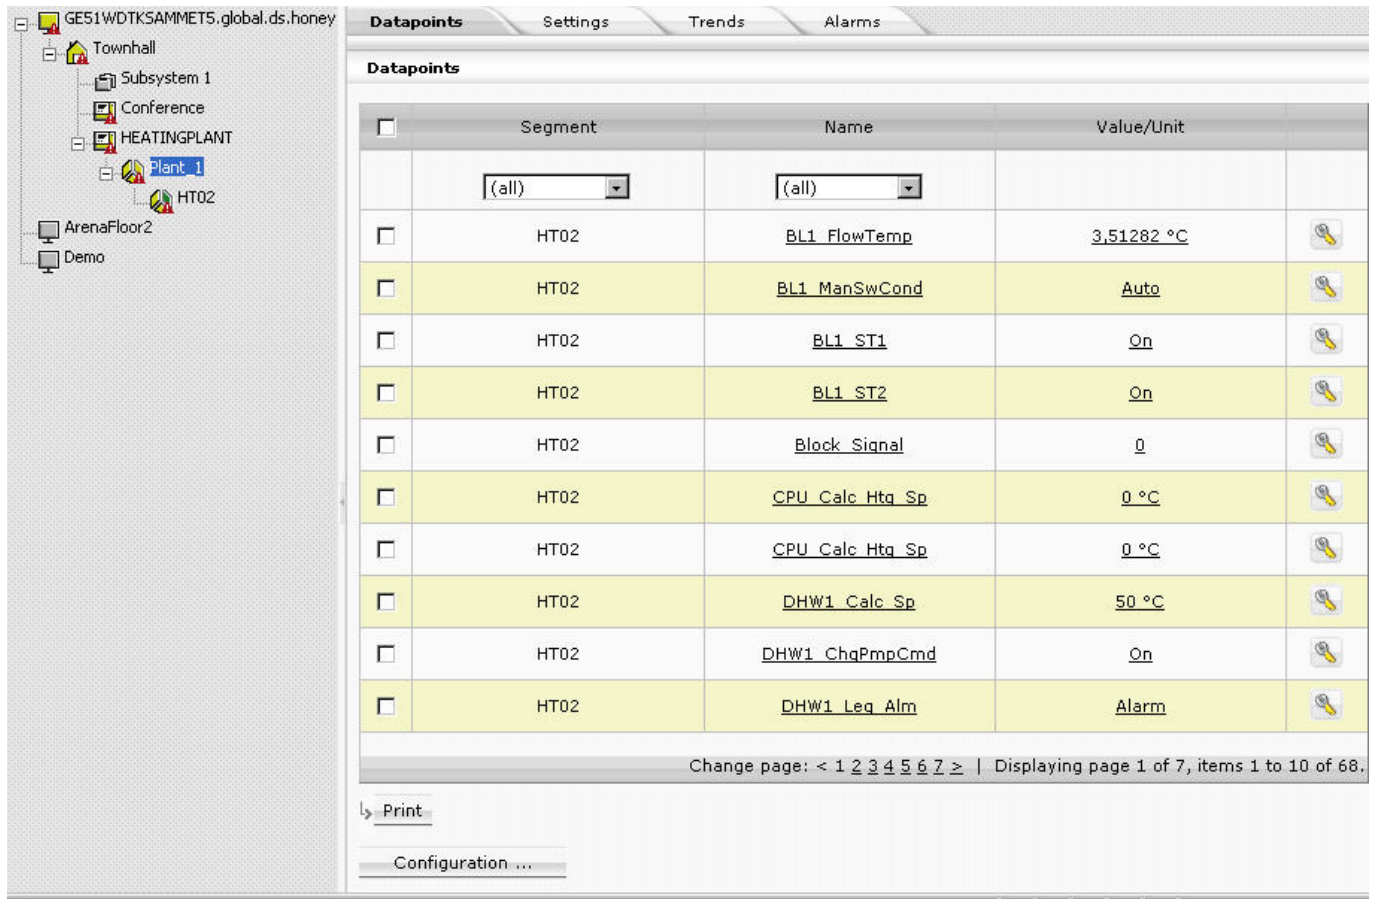 GE51WDTKSAMMET5.global.ds.honey
Townhall
Subsystem 1
Conference
HEATINGPLANT
Plant_1
HT02
ArenaFloor2
Demo
Datapoints Settings Trends Alarms
Datapoints
Segment Name Value/Unit
(all) (all)
HT02 BL1_FlowTemp 3,51282 °C
HT02 BL1_ManSwCond Auto
HT02 BL1_ST1 On
HT02 BL1_ST2 On
HT02 Block_Signal 0
HT02 CPU_Calc_Htg_Sp 0 °C
HT02 CPU_Calc_Htg_Sp 0 °C
HT02 DHW1_Calc_Sp 50 °C
HT02 DHW1_ChgPmpCmd On
HT02 DHW1_Leg_Alm Alarm
Change page: < 1 2 3 4 5 6 7 > | Displaying page 1 of 7, items 1 to 10 of 68.
Print
Configuration ...